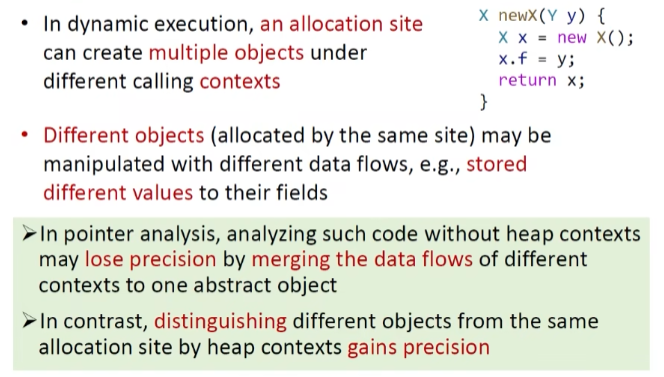 • In dynamic execution, an allocation site
can create multiple objects under
different calling contexts
X newX(Y y) {
X x = new X();
x.f = y;
return x;
}
• Different objects (allocated by the same site) may be
manipulated with different data flows, e.g., stored
different values to their fields
➢In pointer analysis, analyzing such code without heap contexts
may lose precision by merging the data flows of different
contexts to one abstract object
➢In contrast, distinguishing different objects from the same
allocation site by heap contexts gains precision